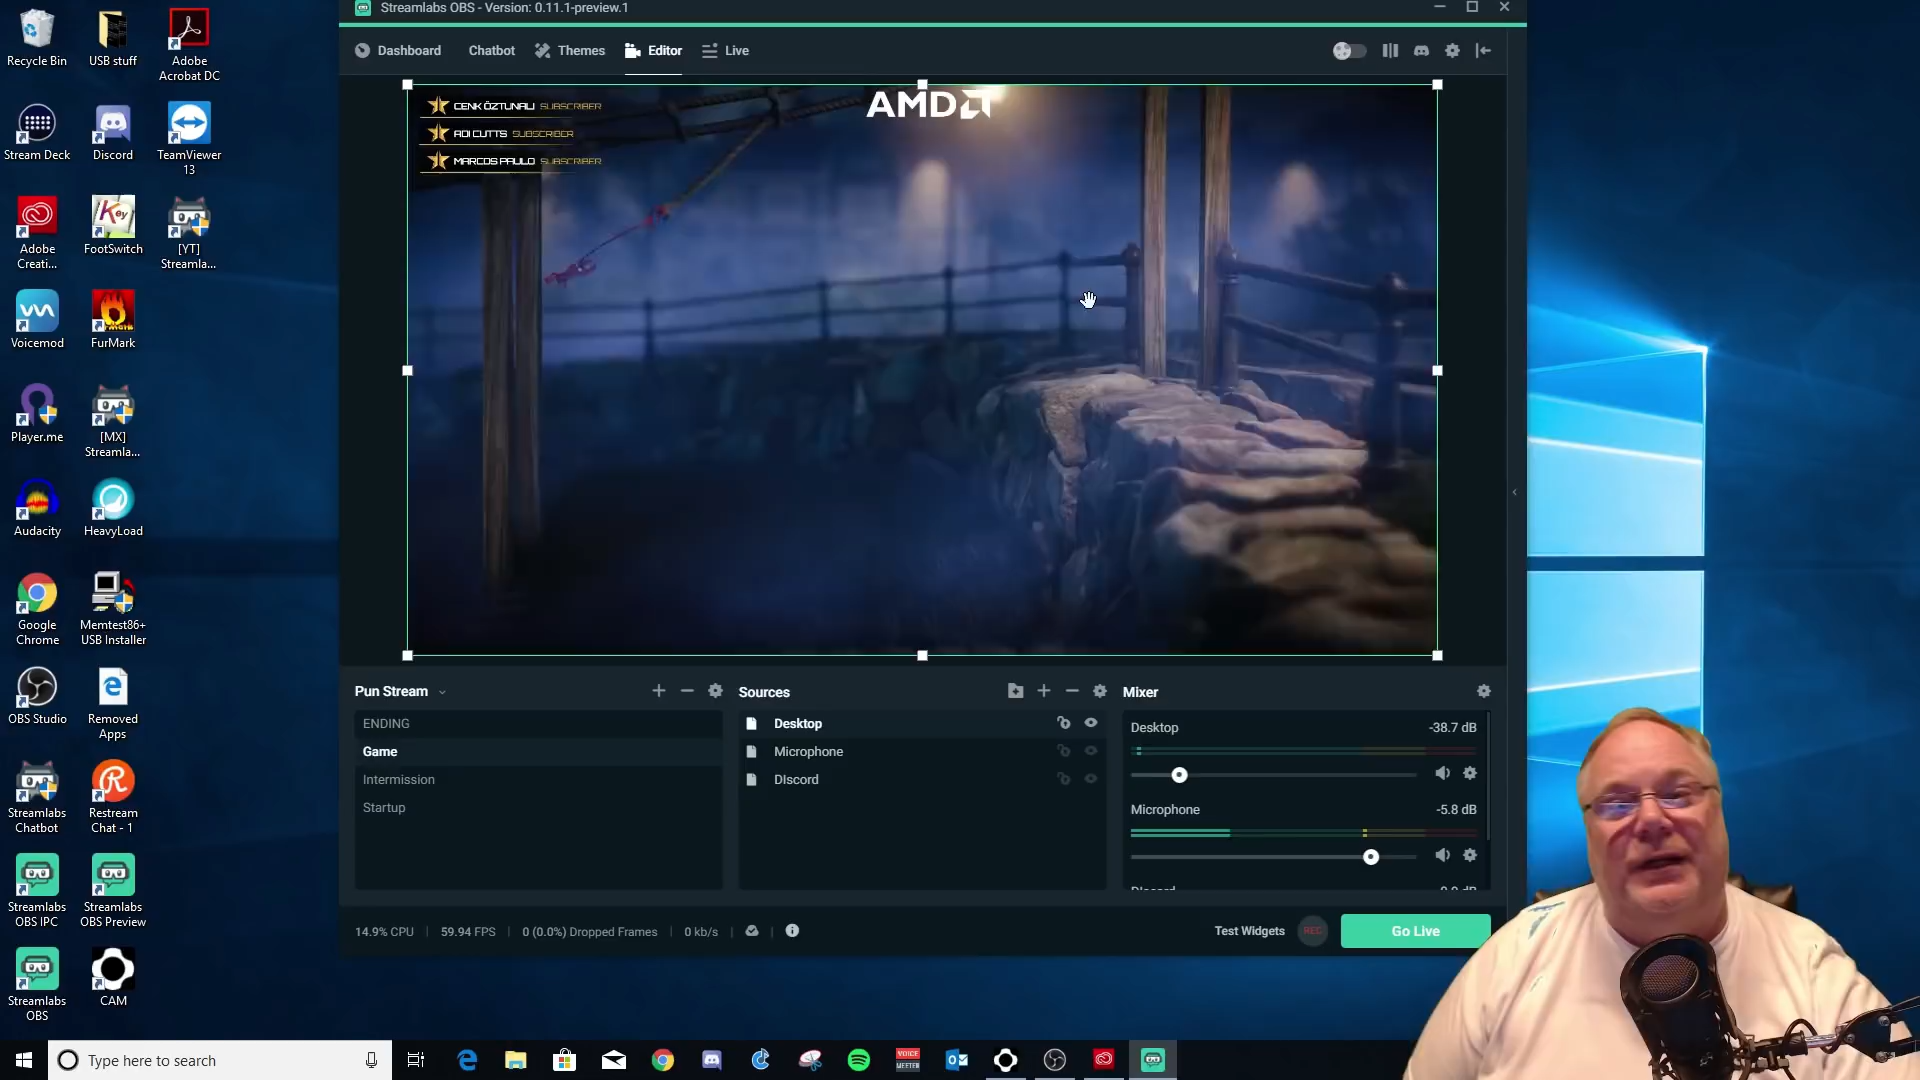 Streamlabs OBS - Version: 0.11.1-preview.1
Dashboard
Chatbot
Themes
Editor
Live
Recycle Bin
USB stuff
Adobe
Acrobat DC
Stream Deck
Discord
TeamViewer
13
Adobe
Creati...
FootSwitch
[YT]
Streamla...
Voicemod
FurMark
Player.me
[MX]
Streamla...
Audacity
HeavyLoad
Google
Chrome
Memtest86+
USB Installer
OBS Studio
Removed
Apps
Streamlabs
Chatbot
Restream
Chat - 1
Streamlabs
OBS IPC
Streamlabs
OBS Preview
Streamlabs
OBS
CAM
CENK ÖZTUNALI SUBSCRIBER
ADI CUTTS SUBSCRIBER
MARCOS PAULO SUBSCRIBER
AMD
Pun Stream
ENDING
Game
Intermission
Startup
Sources
Desktop
Microphone
DIscord
Mixer
Desktop -38.7 dB
Microphone -5.8 dB
14.9% CPU
59.94 FPS
0 (0.0%) Dropped Frames
0 kb/s
Test Widgets
REC
Go Live
Type here to search
VOICE
MEETER